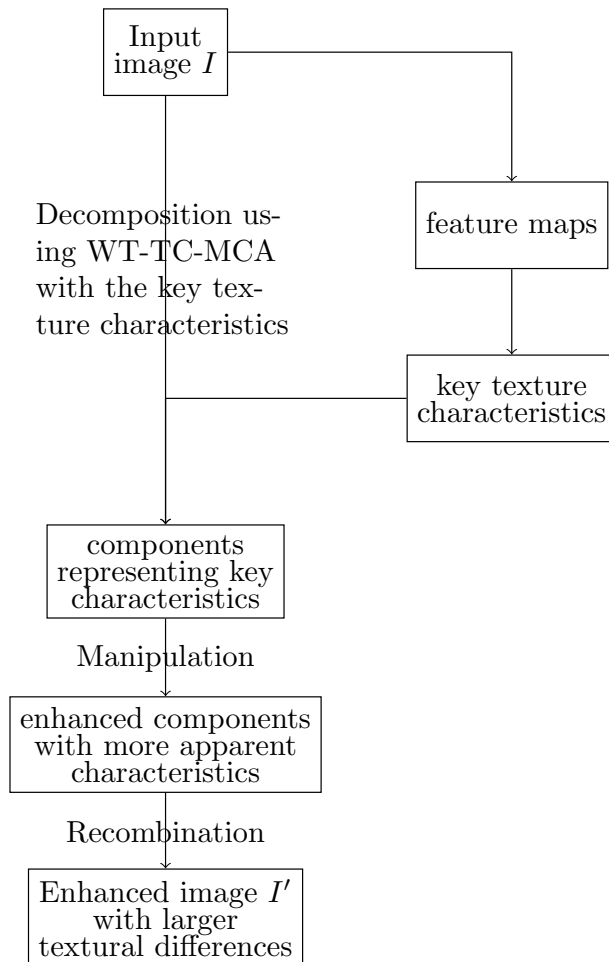 Input
image I
Decomposition us-
ing WT-TC-MCA
with the key tex-
ture characteristics
feature maps
key texture
characteristics
components
representing key
characteristics
Manipulation
enhanced components
with more apparent
characteristics
Recombination
Enhanced image I′
with larger
textural differences